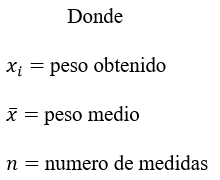 Donde
xᵢ = peso obtenido
x̄ = peso medio
n = numero de medidas